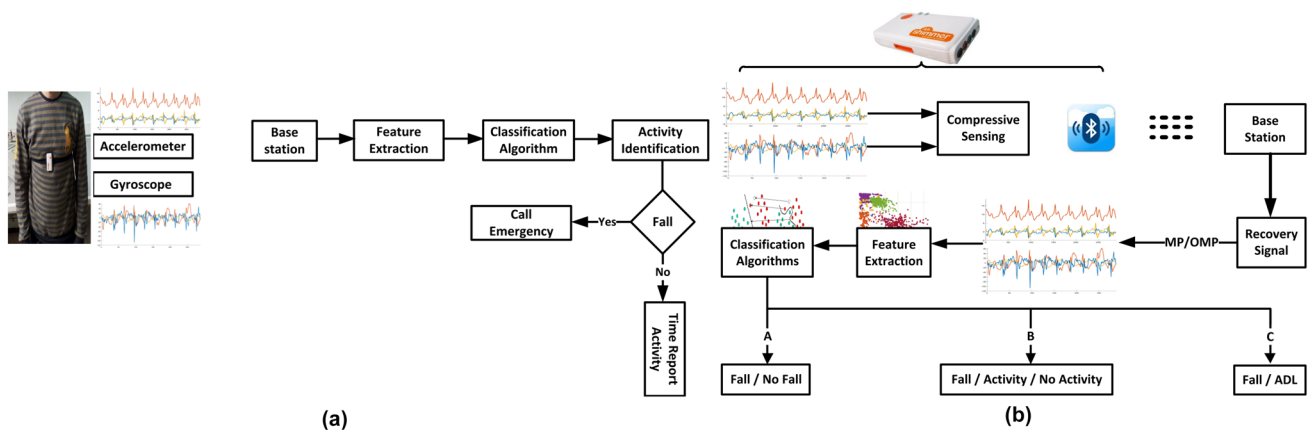 Accelerometer
Gyroscope
Base
station
Feature
Extraction
Classification
Algorithm
Activity
Identification
Fall
Yes
Call
Emergency
No
Time Report
Activity
(a)
shimmer
Compressive
Sensing
Base
Station
Recovery
Signal
MP/OMP
Feature
Extraction
Classification
Algorithms
A
B
C
Fall / No Fall
Fall / Activity / No Activity
Fall / ADL
(b)